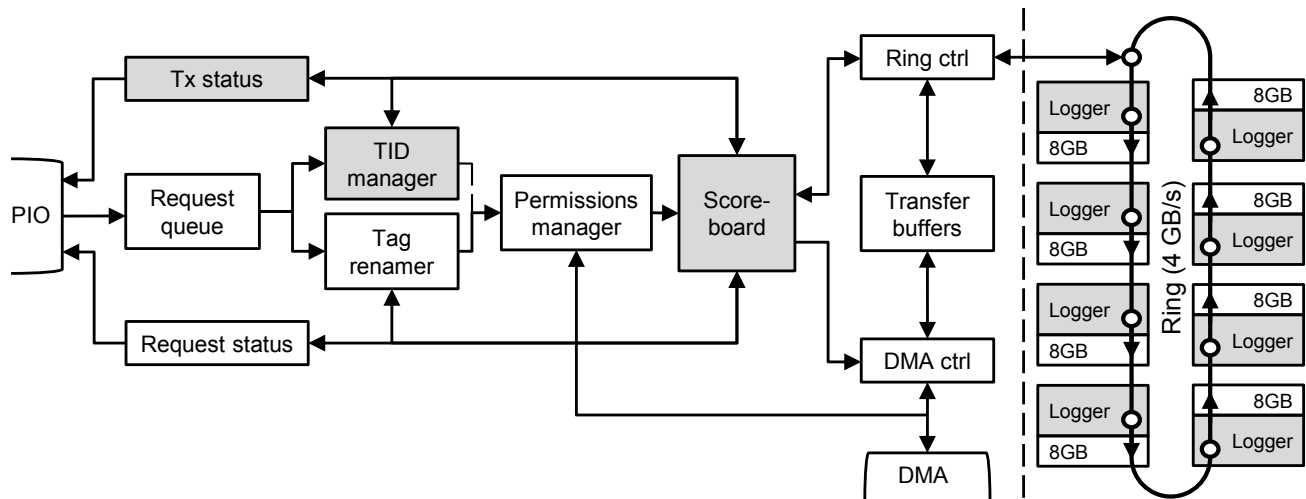 Tx status
PIO
Request
queue
TID
manager
Tag
renamer
Request status
Permissions
manager
Score-
board
Ring ctrl
Transfer
buffers
DMA ctrl
DMA
Logger
8GB
Logger
8GB
Logger
8GB
Logger
8GB
Ring (4 GB/s)
8GB
Logger
8GB
Logger
8GB
Logger
8GB
Logger